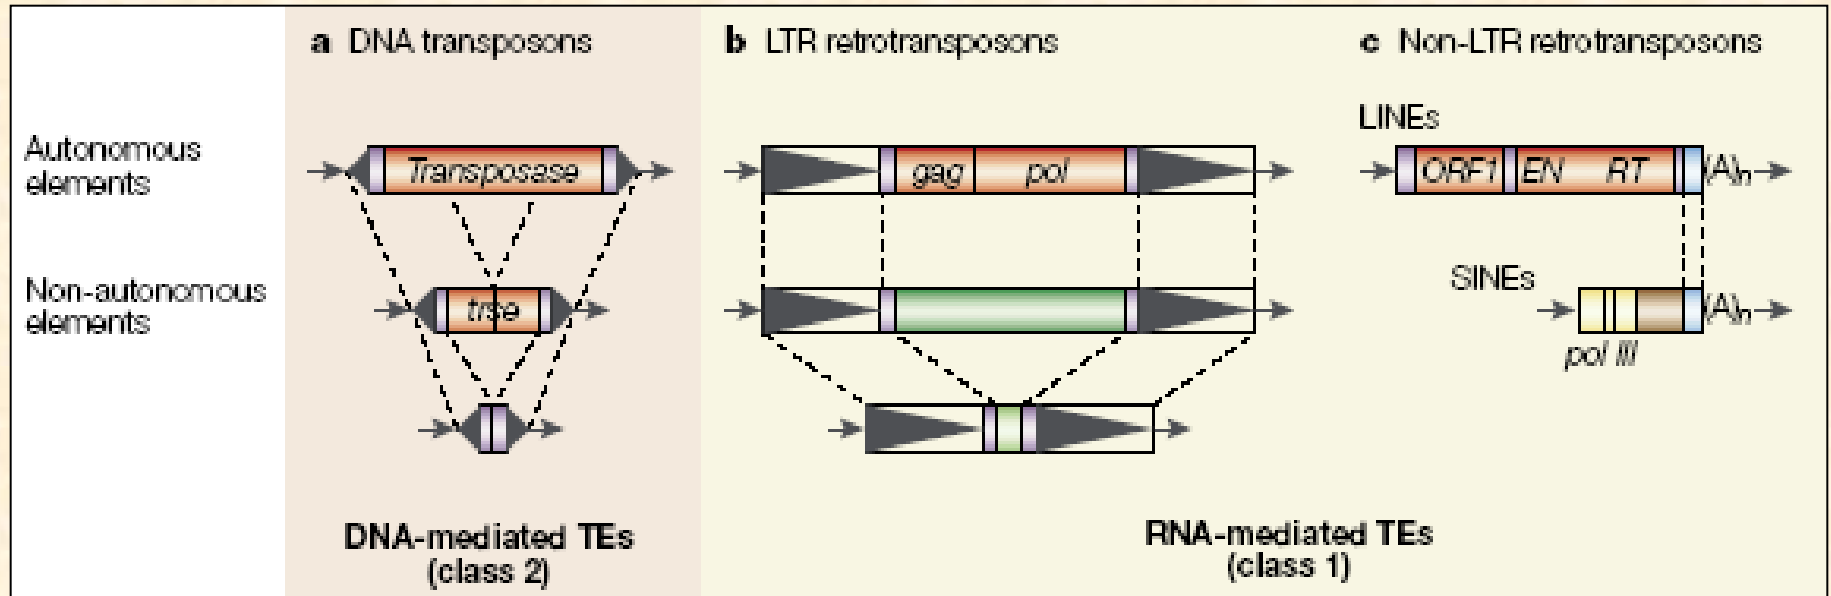 a DNA transposons
b LTR retrotransposons
c Non-LTR retrotransposons
LINEs
Autonomous
elements
Transposase
gag pol
ORF1 EN RT (A)n
SINEs
Non-autonomous
elements
trse
(A)n
pol III
DNA-mediated TEs
(class 2)
RNA-mediated TEs
(class 1)